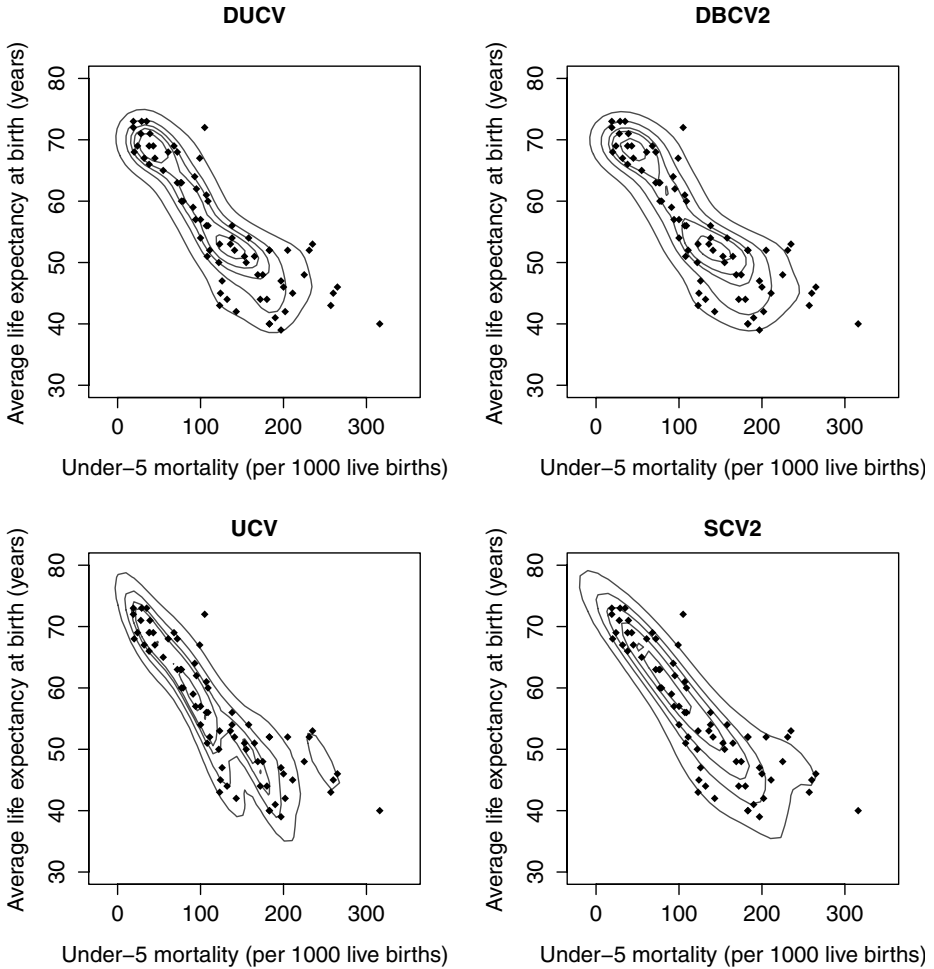 DUCV
Average life expectancy at birth (years)
80
70
60
50
40
30
0 100 200 300
Under−5 mortality (per 1000 live births)
DBCV2
Average life expectancy at birth (years)
80
70
60
50
40
30
0 100 200 300
Under−5 mortality (per 1000 live births)
UCV
Average life expectancy at birth (years)
80
70
60
50
40
30
0 100 200 300
Under−5 mortality (per 1000 live births)
SCV2
Average life expectancy at birth (years)
80
70
60
50
40
30
0 100 200 300
Under−5 mortality (per 1000 live births)